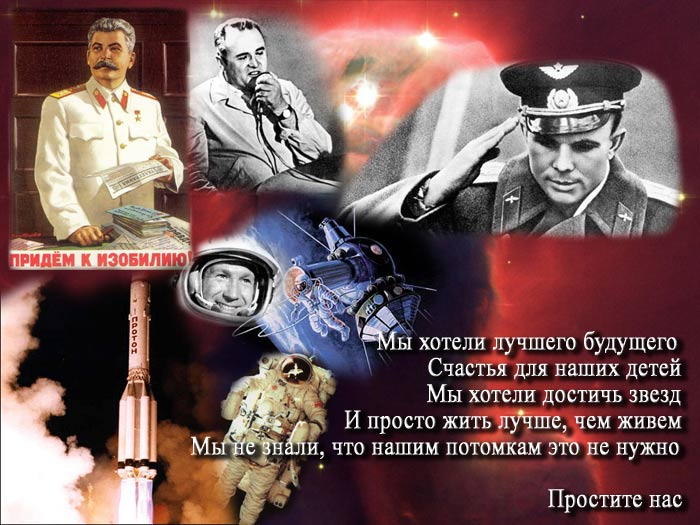 ПРИДЁМ К ИЗОБИЛИЮ!
ПРОТОН
Мы хотели лучшего будущего
Счастья для наших детей
Мы хотели достичь звезд
И просто жить лучше, чем живем
Мы не знали, что нашим потомкам это не нужно
Простите нас